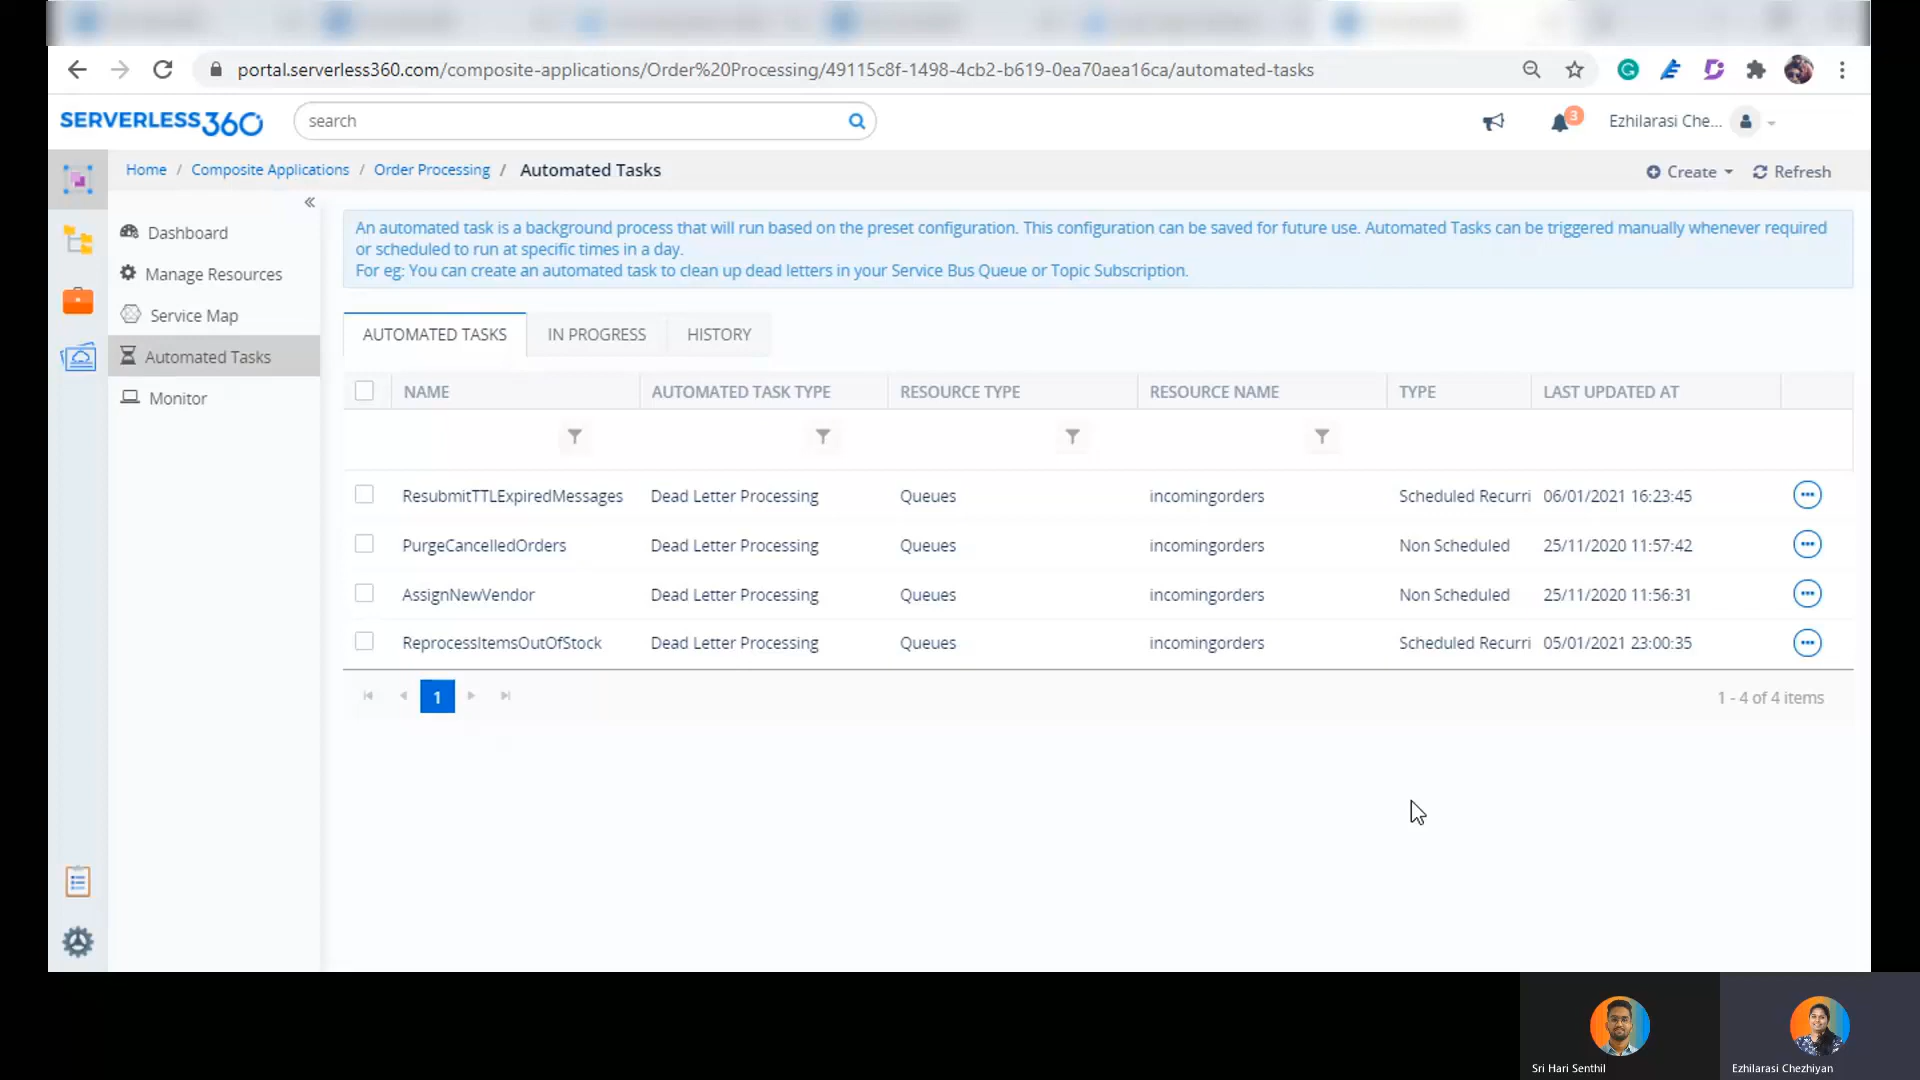 portal.serverless360.com/composite-applications/Order%20Processing/49115c8f-1498-4cb2-b619-0ea70aea16ca/automated-tasks
SERVERLESS360
search
3
Ezhilarasi Che...
Home / Composite Applications / Order Processing / Automated Tasks
Create
Refresh
Dashboard
Manage Resources
Service Map
Automated Tasks
Monitor
An automated task is a background process that will run based on the preset configuration. This configuration can be saved for future use. Automated Tasks can be triggered manually whenever required
or scheduled to run at specific times in a day.
For eg: You can create an automated task to clean up dead letters in your Service Bus Queue or Topic Subscription.
AUTOMATED TASKS IN PROGRESS HISTORY
NAME AUTOMATED TASK TYPE RESOURCE TYPE RESOURCE NAME TYPE LAST UPDATED AT
ResubmitTTLExpiredMessages Dead Letter Processing Queues incomingorders Scheduled Recurri 06/01/2021 16:23:45
PurgeCancelledOrders Dead Letter Processing Queues incomingorders Non Scheduled 25/11/2020 11:57:42
AssignNewVendor Dead Letter Processing Queues incomingorders Non Scheduled 25/11/2020 11:56:31
ReprocessItemsOutOfStock Dead Letter Processing Queues incomingorders Scheduled Recurri 05/01/2021 23:00:35
1
1 - 4 of 4 items
Sri Hari Senthil
Ezhilarasi Chezhiyan